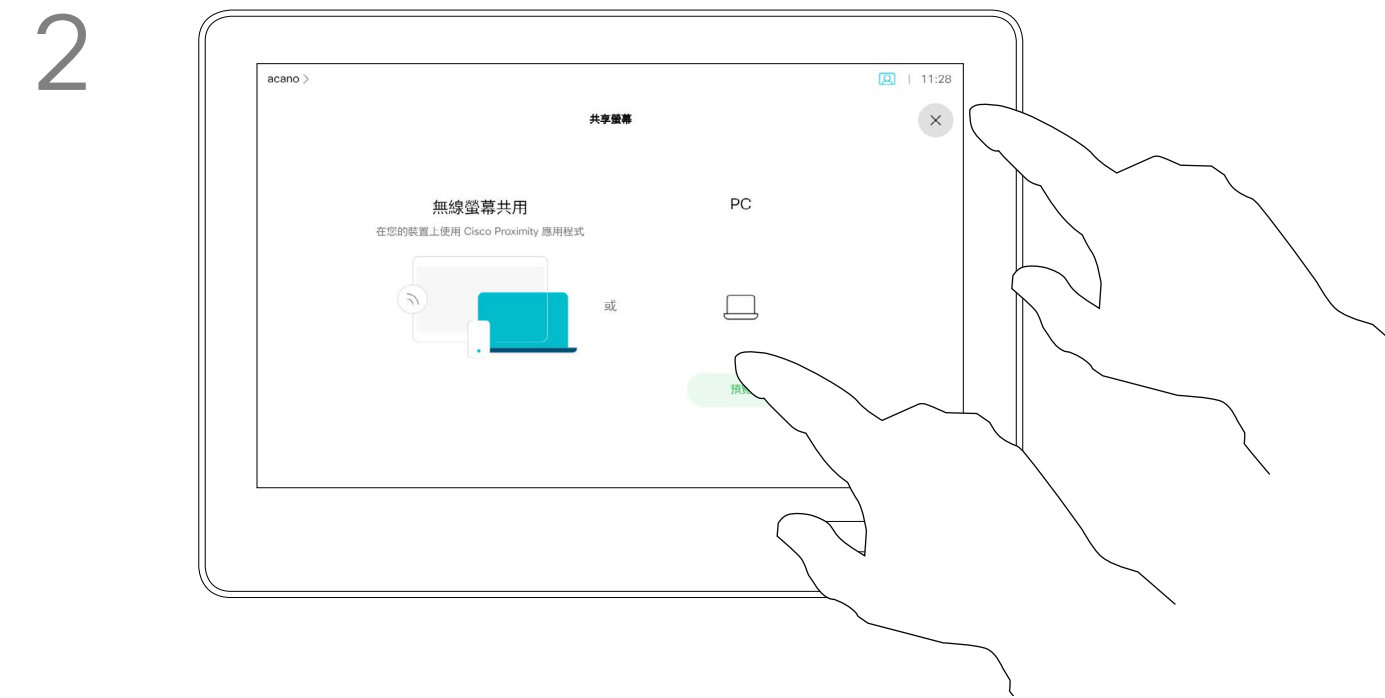 2
acano >
| 11:28
共享螢幕
無線螢幕共用
在您的裝置上使用 Cisco Proximity 應用程式
或
PC